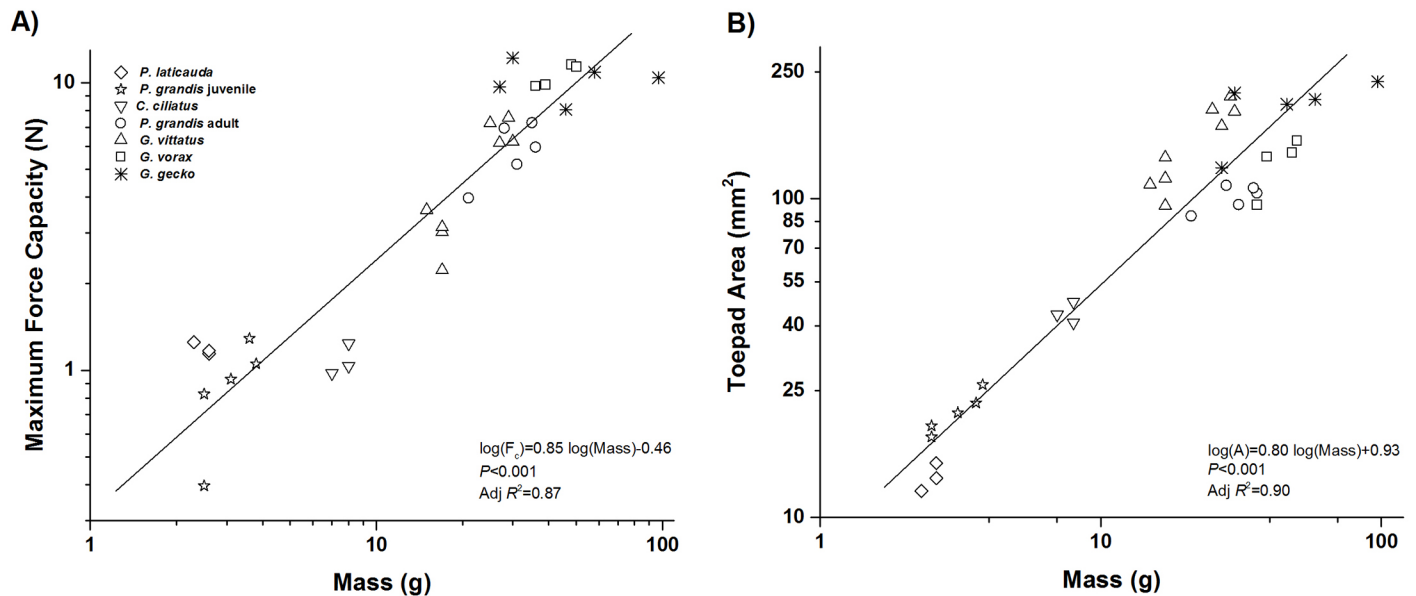 A)
Maximum Force Capacity (N)
10
1
P. laticauda
P. grandis juvenile
C. ciliatus
P. grandis adult
G. vittatus
G. vorax
G. gecko
log(Fc)=0.85 log(Mass)-0.46
P<0.001
Adj R²=0.87
1
10
100
Mass (g)
B)
Toepad Area (mm²)
250
100
85
70
55
40
25
10
log(A)=0.80 log(Mass)+0.93
P<0.001
Adj R²=0.90
1
10
100
Mass (g)